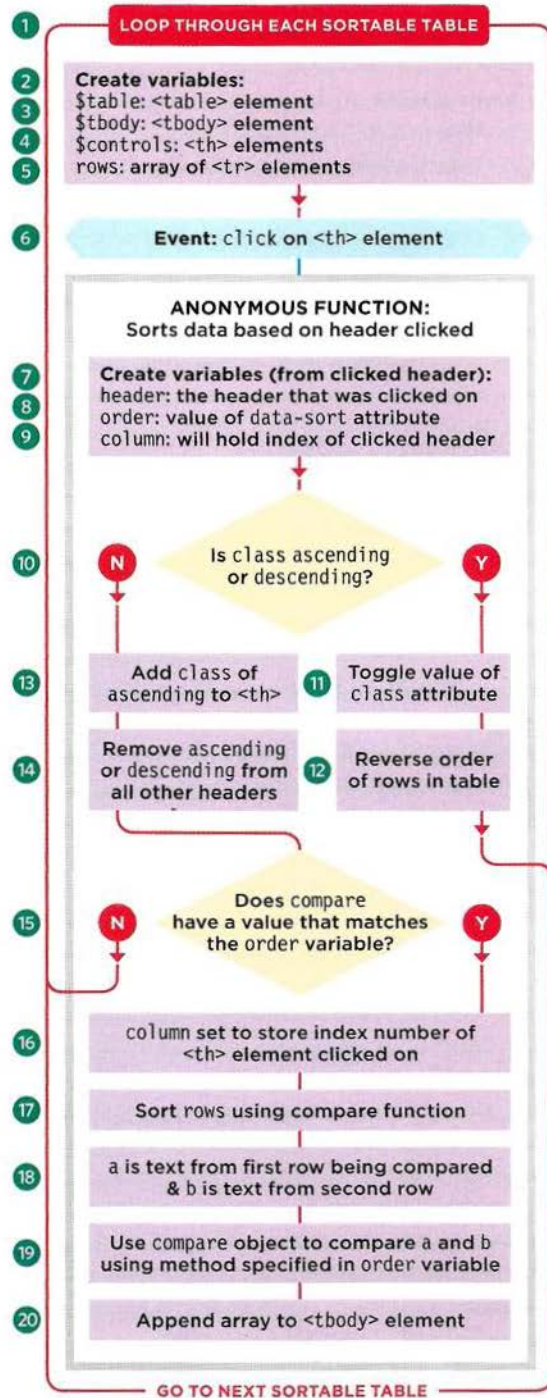 1 LOOP THROUGH EACH SORTABLE TABLE
2 Create variables:
3 $table: <table> element
$tbody: <tbody> element
4 $controls: <th> elements
5 rows: array of <tr> elements
6 Event: click on <th> element
ANONYMOUS FUNCTION:
Sorts data based on header clicked
7 Create variables (from clicked header):
8 header: the header that was clicked on
order: value of data-sort attribute
9 column: will hold index of clicked header
10 N Is class ascending Y
or descending?
13 Add class of
ascending to <th>
11 Toggle value of
class attribute
14 Remove ascending
or descending from
all other headers
12 Reverse order
of rows in table
Does compare
15 N have a value that matches Y
the order variable?
16 column set to store index number of
<th> element clicked on
17 Sort rows using compare function
18 a is text from first row being compared
& b is text from second row
19 Use compare object to compare a and b
using method specified in order variable
20 Append array to <tbody> element
GO TO NEXT SORTABLE TABLE